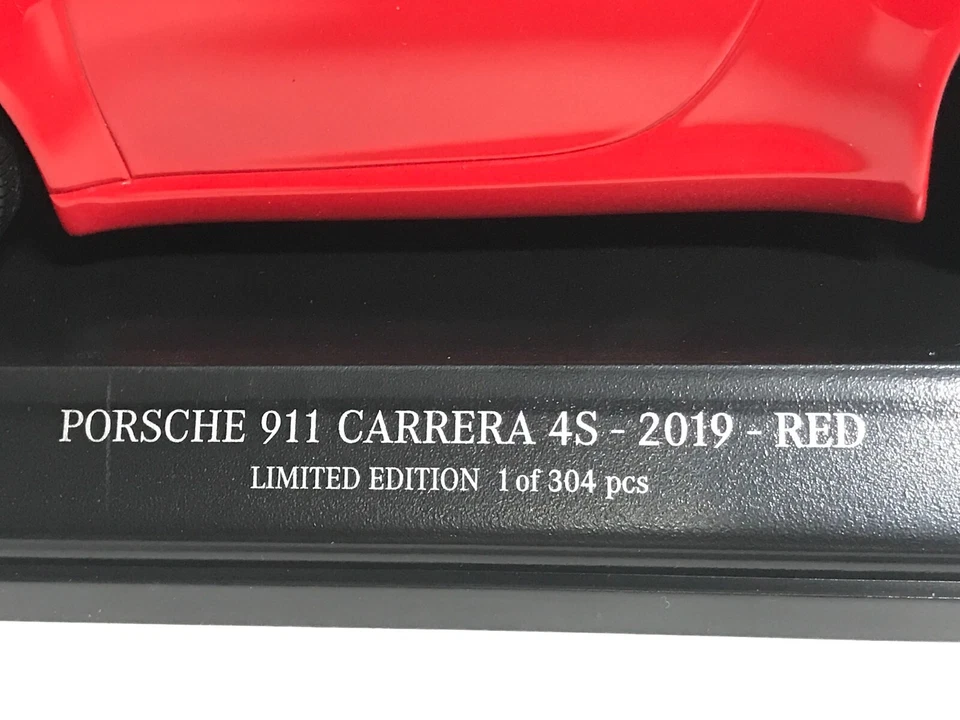 PORSCHE 911 CARRERA 4S - 2019 - RED
LIMITED EDITION 1 of 304 pcs